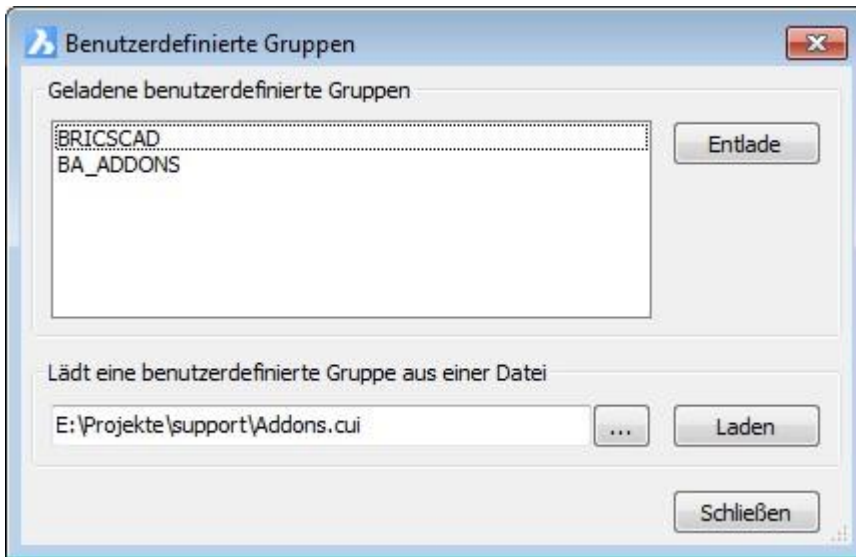 Benutzerdefinierte Gruppen
Geladene benutzerdefinierte Gruppen
BRICSCAD
BA_ADDONS
Entlade
Lädt eine benutzerdefinierte Gruppe aus einer Datei
E:\Projekte\support\Addons.cui
...
Laden
Schließen